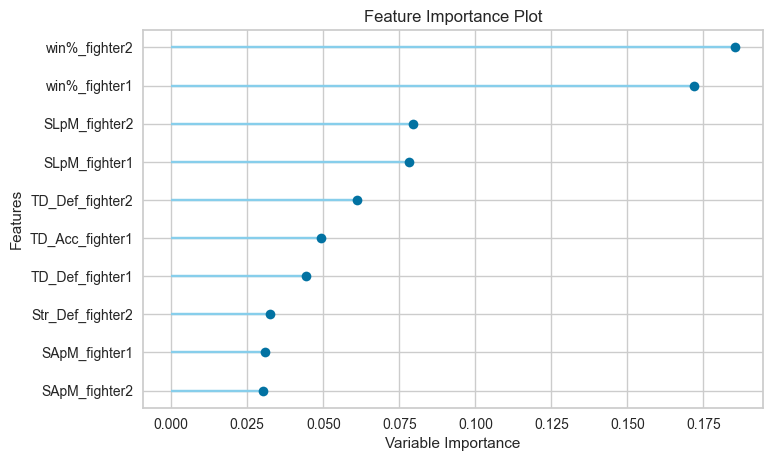 Feature Importance Plot
win%_fighter2
win%_fighter1
SLpM_fighter2
SLpM_fighter1
TD_Def_fighter2
TD_Acc_fighter1
TD_Def_fighter1
Str_Def_fighter2
SApM_fighter1
SApM_fighter2
Features
0.000 0.025 0.050 0.075 0.100 0.125 0.150 0.175
Variable Importance